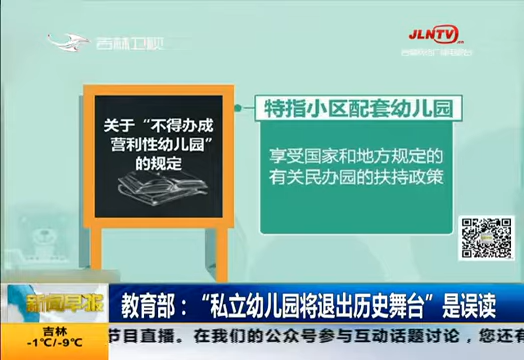 吉林卫视
JLNTV
特指小区配套幼儿园
关于“不得办成
营利性幼儿园”
的规定
享受国家和地方规定的
有关民办园的扶持政策
新闻早报
教育部：“私立幼儿园将退出历史舞台”是误读
吉林
-1℃/-9℃
节目直播。在我们的公众号参与互动话题讨论，您还有